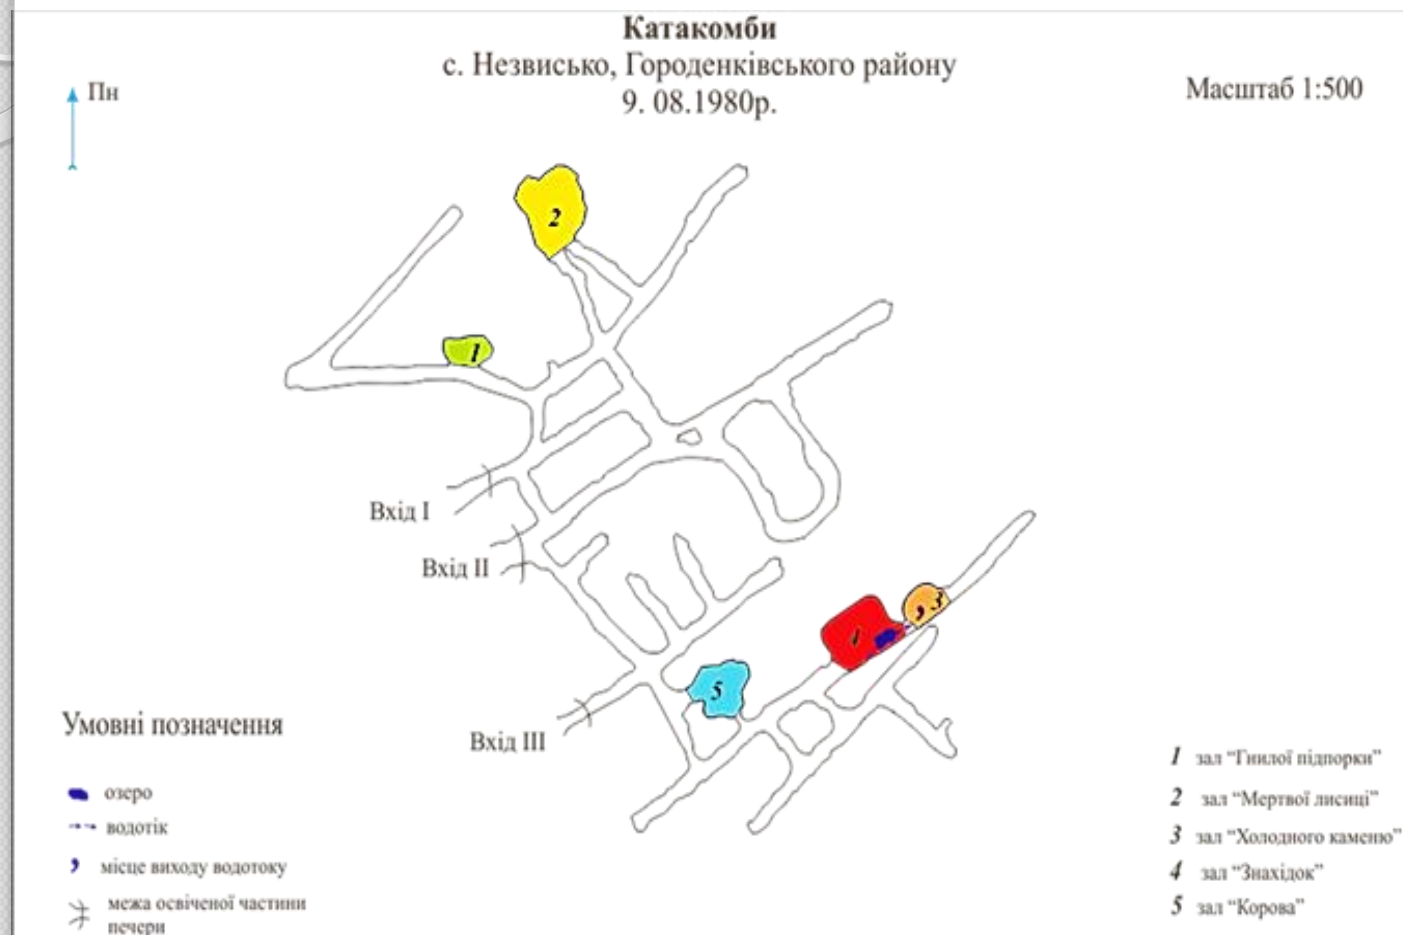 Катакомби
с. Незвисько, Городенківського району
9. 08.1980р.
Пн
Масштаб 1:500
2
1
Вхід I
Вхід II
3
4
5
Вхід III
Умовні позначення
озеро
водотік
місце виходу водотоку
межа освіченої частини
печери
1 зал “Гнилої підпорки”
2 зал “Мертвої лисиці”
3 зал “Холодного каменю”
4 зал “Знахідок”
5 зал “Корова”